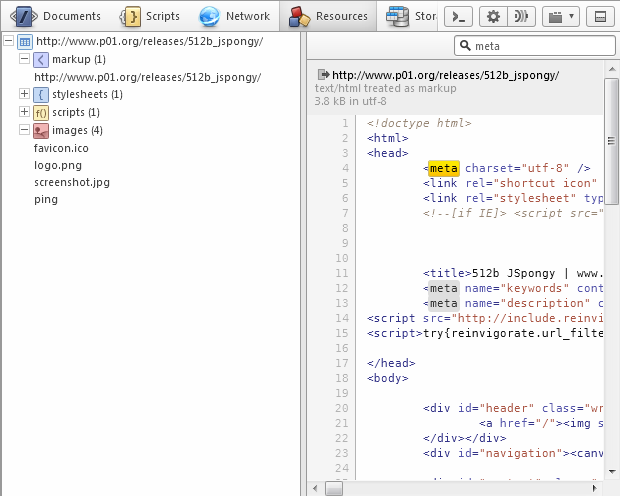 Documents Scripts Network Resources Stor
meta
http://www.p01.org/releases/512b_jspongy/
markup (1)
http://www.p01.org/releases/512b_jspongy/
stylesheets (1)
scripts (1)
images (4)
favicon.ico
logo.png
screenshot.jpg
ping
http://www.p01.org/releases/512b_jspongy/
text/html treated as markup
3.8 kB in utf-8
1 <!doctype html>
2 <html>
3 <head>
4 <meta charset="utf-8" />
5 <link rel="shortcut icon"
6 <link rel="stylesheet" typ
7 <!--[if IE]> <script src="
8
9
10
11 <title>512b JSpongy | www.
12 <meta name="keywords" cont
13 <meta name="description" c
14 <script src="http://include.reinvi
15 <script>try{reinvigorate.url_filte
16
17 </head>
18 <body>
19
20 <div id="header" class="wr
21 <a href="/"><img s
22 </div></div>
23 <div id="navigation"><canv
24